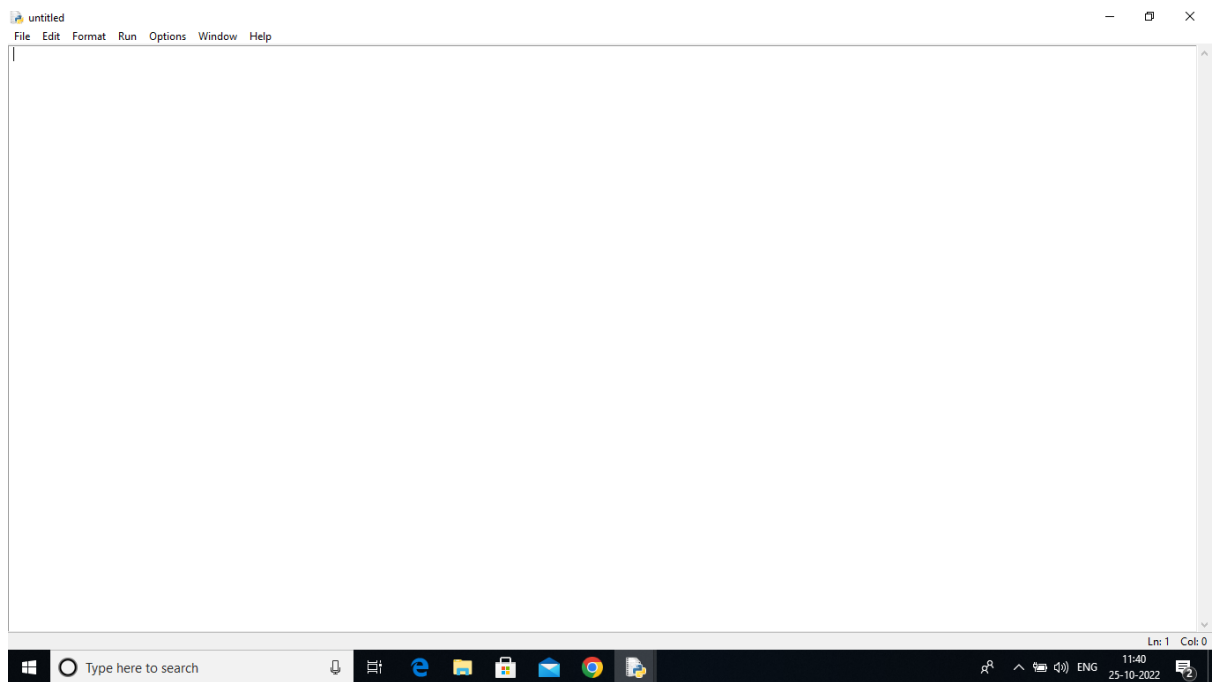 untitled
File Edit Format Run Options Window Help
Ln: 1 Col: 0
Type here to search
ENG
11:40
25-10-2022
2